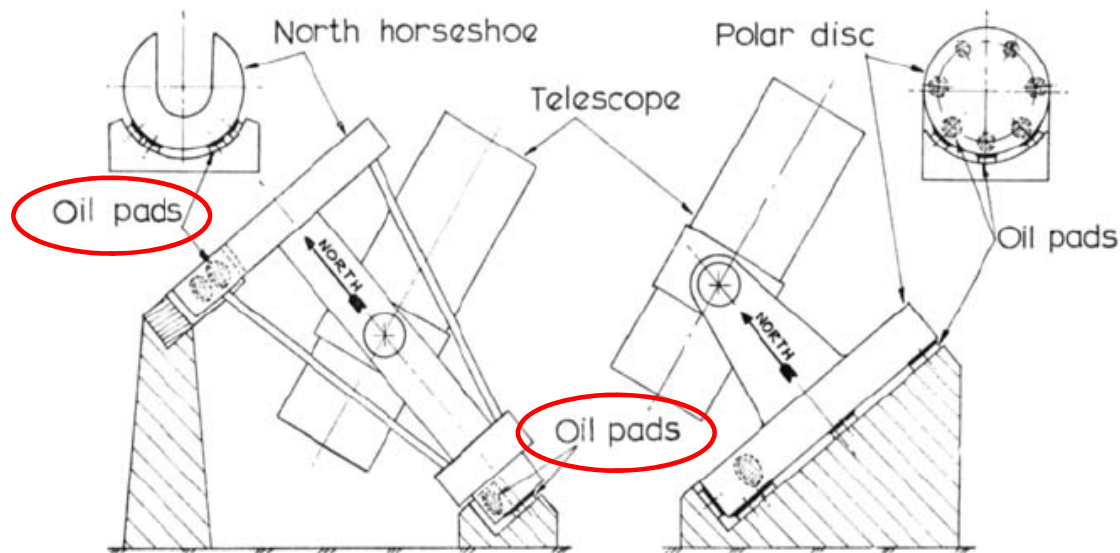 North horseshoe
Polar disc
Telescope
Oil pads
Oil pads
NORTH
NORTH
Oil pads